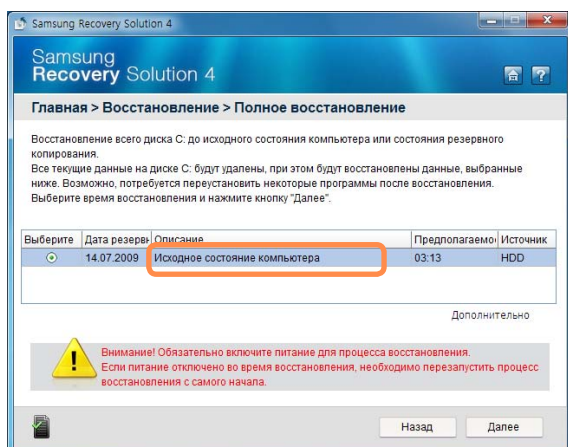 Samsung Recovery Solution 4
Samsung
Recovery Solution 4
Главная > Восстановление > Полное восстановление
Восстановление всего диска C: до исходного состояния компьютера или состояния резервного
копирования.
Все текущие данные на диске C: будут удалены, при этом будут восстановлены данные, выбранные
ниже. Возможно, потребуется переустановить некоторые программы после восстановления.
Выберите время восстановления и нажмите кнопку "Далее".
Выберите Дата резерви Описание Предполагаемо Источник
14.07.2009 Исходное состояние компьютера 03:13 HDD
Дополнительно
Внимание! Обязательно включите питание для процесса восстановления.
Если питание отключено во время восстановления, необходимо перезапустить процесс
восстановления с самого начала.
Назад Далее